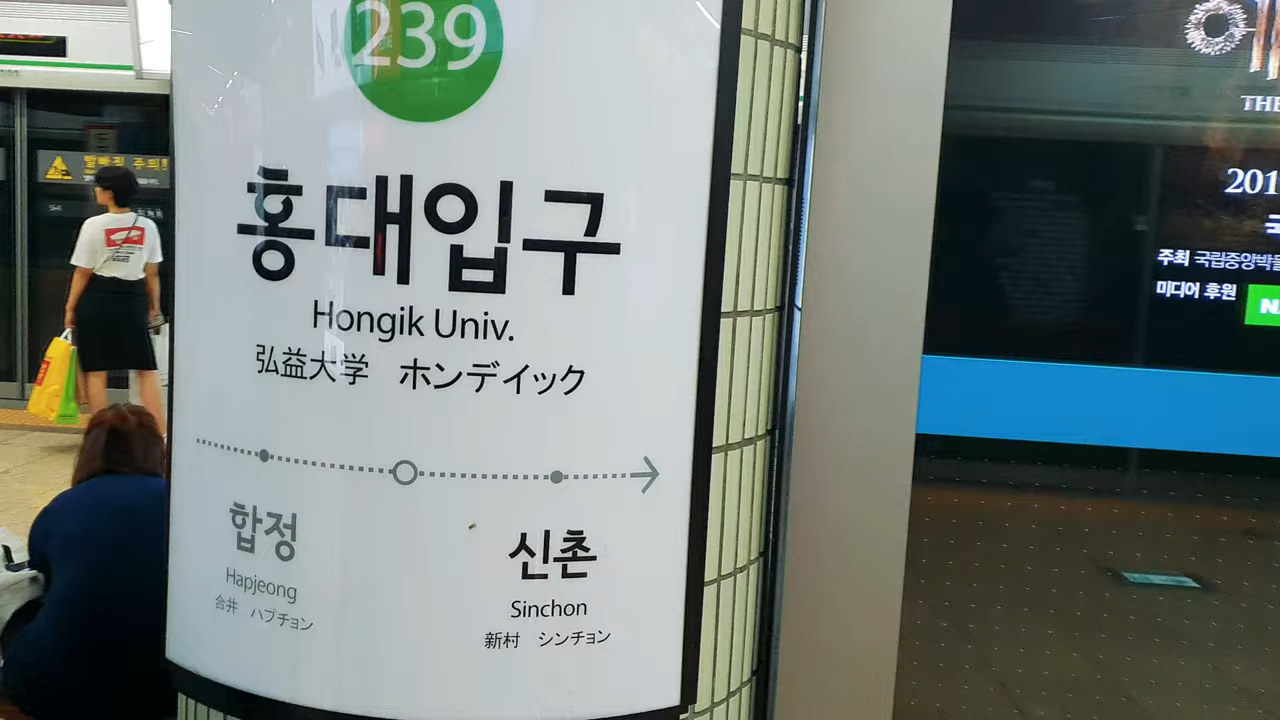 239
홍대입구
Hongik Univ.
弘益大学 ホンデイック
합정
Hapjeong
合井 ハプチョン
신촌
Sinchon
新村 シンチョン
발빠짐 주의!
THE
201
주최 국립중앙박물
미디어 후원